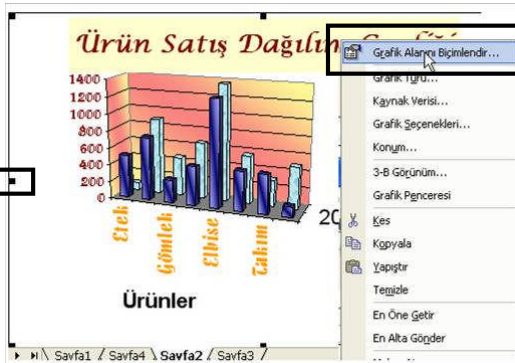 Ürün Satış Dağılım Grafiği
Grafik Alanını Biçimlendir...
Grafik Türü...
Kaynak Verisi...
Grafik Seçenekleri...
Konum...
3-B Görünüm...
Grafik Penceresi
Kes
Kopyala
Yapıştır
Temizle
En Öne Getir
En Alta Gönder
1400
1200
1000
800
600
400
200
0
20
Etek
Gömlek
Elbise
Takım
Ürünler
Sayfa1 / Sayfa4 \ Sayfa2 / Sayfa3 /